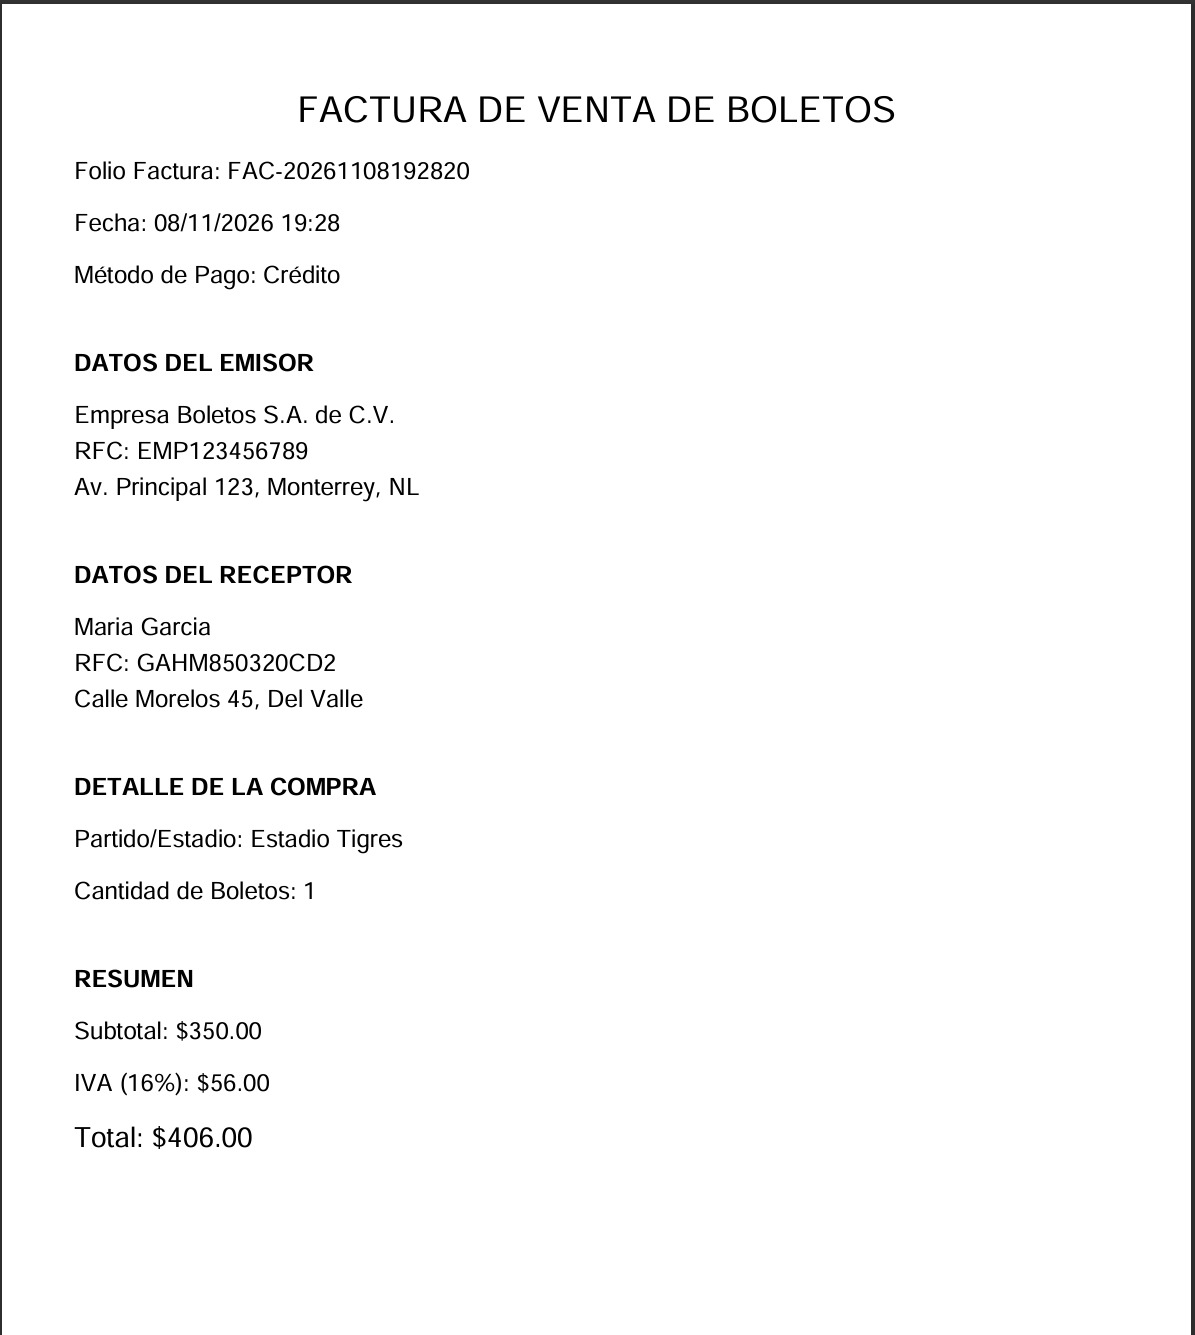 FACTURA DE VENTA DE BOLETOS
Folio Factura: FAC-20261108192820
Fecha: 08/11/2026 19:28
Método de Pago: Crédito
DATOS DEL EMISOR
Empresa Boletos S.A. de C.V.
RFC: EMP123456789
Av. Principal 123, Monterrey, NL
DATOS DEL RECEPTOR
Maria Garcia
RFC: GAHM850320CD2
Calle Morelos 45, Del Valle
DETALLE DE LA COMPRA
Partido/Estadio: Estadio Tigres
Cantidad de Boletos: 1
RESUMEN
Subtotal: $350.00
IVA (16%): $56.00
Total: $406.00